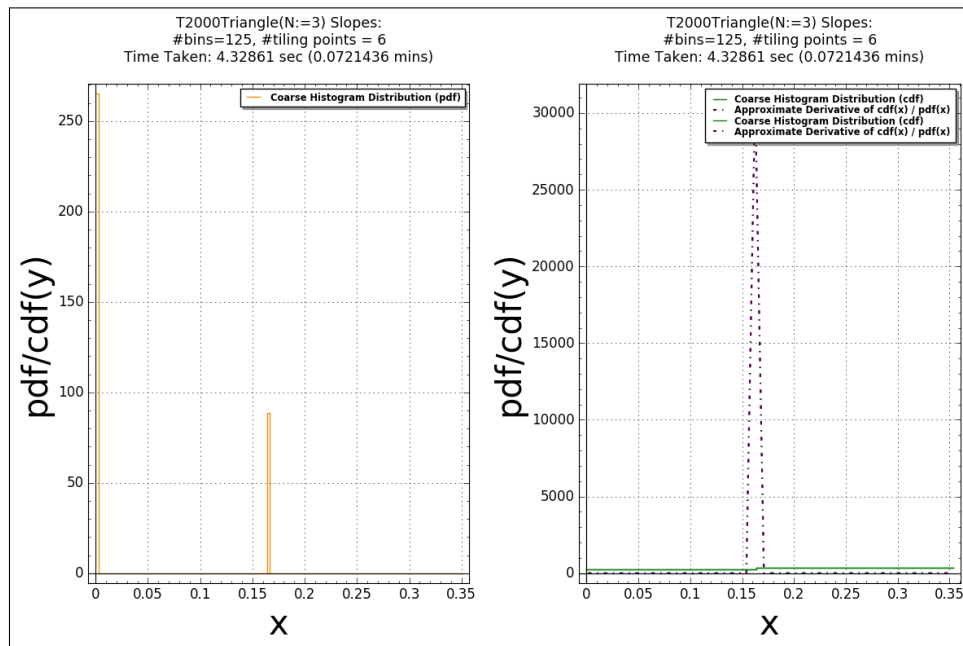 T2000Triangle(N:=3) Slopes:
#bins=125, #tiling points = 6
Time Taken: 4.32861 sec (0.0721436 mins)
Coarse Histogram Distribution (pdf)
250
200
150
100
50
0
0
0.05
0.1
0.15
0.2
0.25
0.3
0.35
pdf/cdf(y)
x
T2000Triangle(N:=3) Slopes:
#bins=125, #tiling points = 6
Time Taken: 4.32861 sec (0.0721436 mins)
Coarse Histogram Distribution (cdf)
Approximate Derivative of cdf(x) / pdf(x)
Coarse Histogram Distribution (cdf)
Approximate Derivative of cdf(x) / pdf(x)
30000
25000
20000
15000
10000
5000
0
0
0.05
0.1
0.15
0.2
0.25
0.3
0.35
pdf/cdf(y)
x